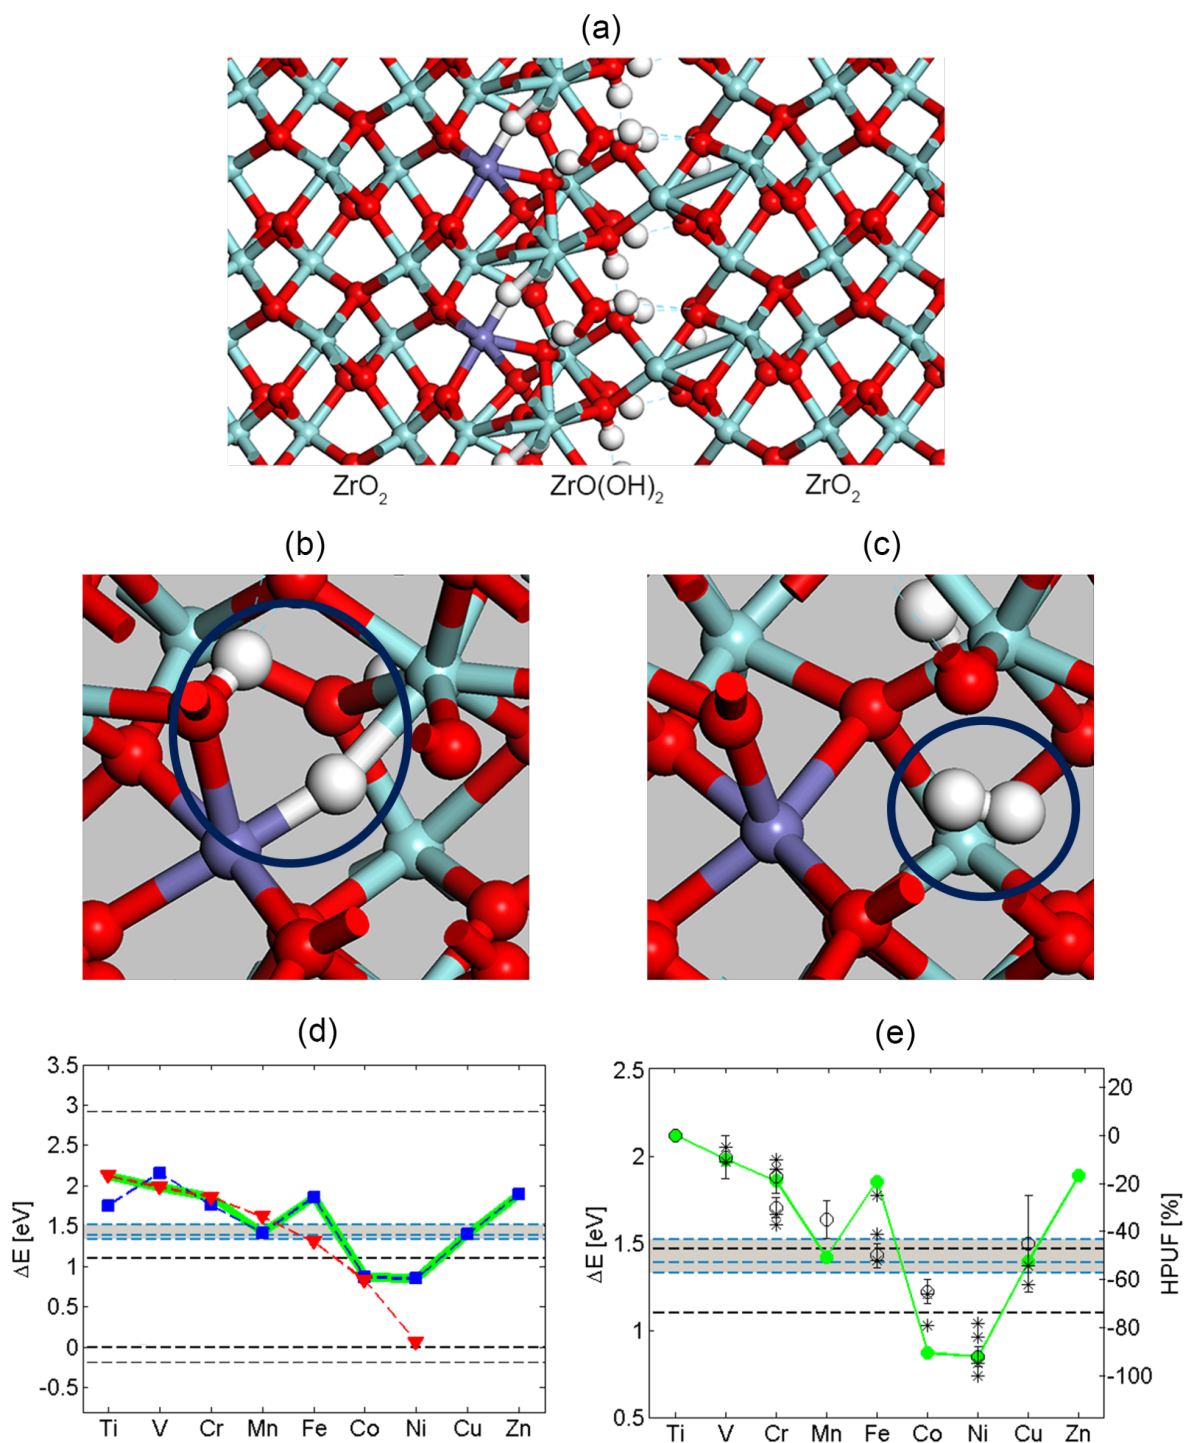 (a)
ZrO₂ ZrO(OH)₂ ZrO₂
(b) (c)
(d) (e)
3.5
3
2.5
2
1.5
1
0.5
0
-0.5
ΔE [eV]
Ti V Cr Mn Fe Co Ni Cu Zn
2.5
2
1.5
1
0.5
ΔE [eV]
20
0
-20
-40
-60
-80
-100
HPUF [%]
Ti V Cr Mn Fe Co Ni Cu Zn